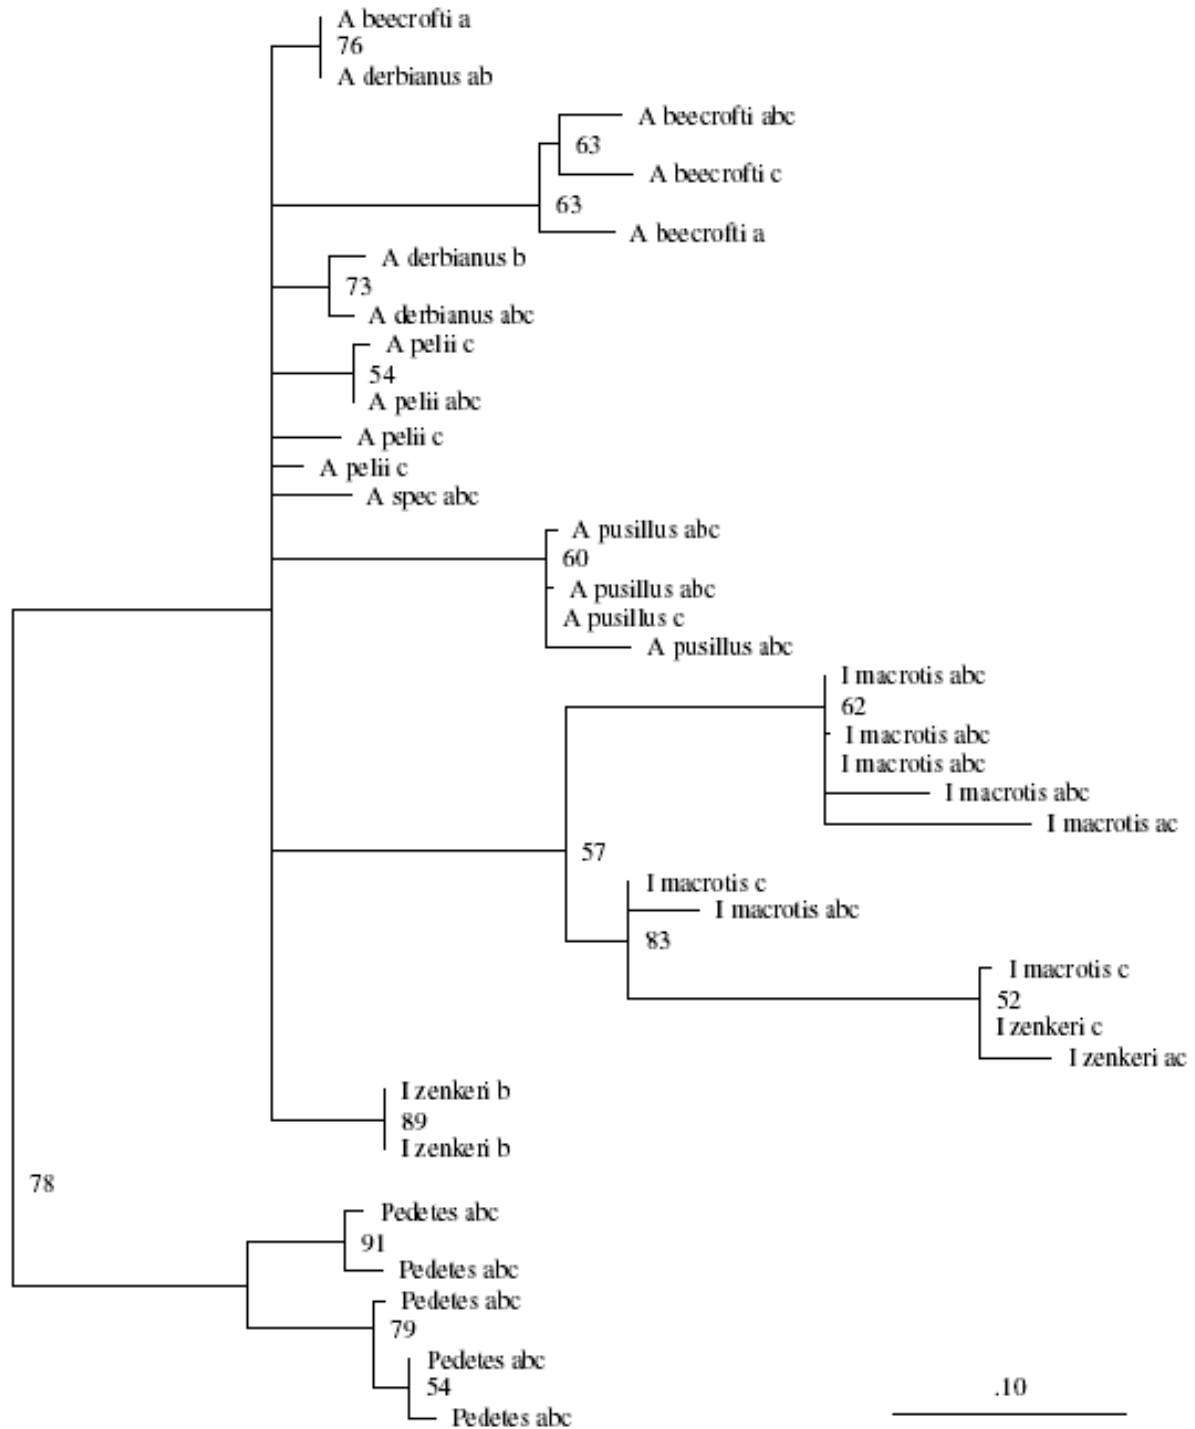 A beecrofti a
76
A derbianus ab
A beecrofti abc
63
A beecrofti c
63
A beecrofti a
A derbianus b
73
A derbianus abc
A pelii c
54
A pelii abc
A pelii c
A pelii c
A spec abc
A pusillus abc
60
A pusillus abc
A pusillus c
A pusillus abc
I macrotis abc
62
I macrotis abc
I macrotis abc
I macrotis abc
I macrotis ac
57
I macrotis c
I macrotis abc
83
I macrotis c
52
I zenkeri c
I zenkeri ac
I zenkeri b
89
I zenkeri b
78
Pedetes abc
91
Pedetes abc
Pedetes abc
79
Pedetes abc
54
.10
Pedetes abc